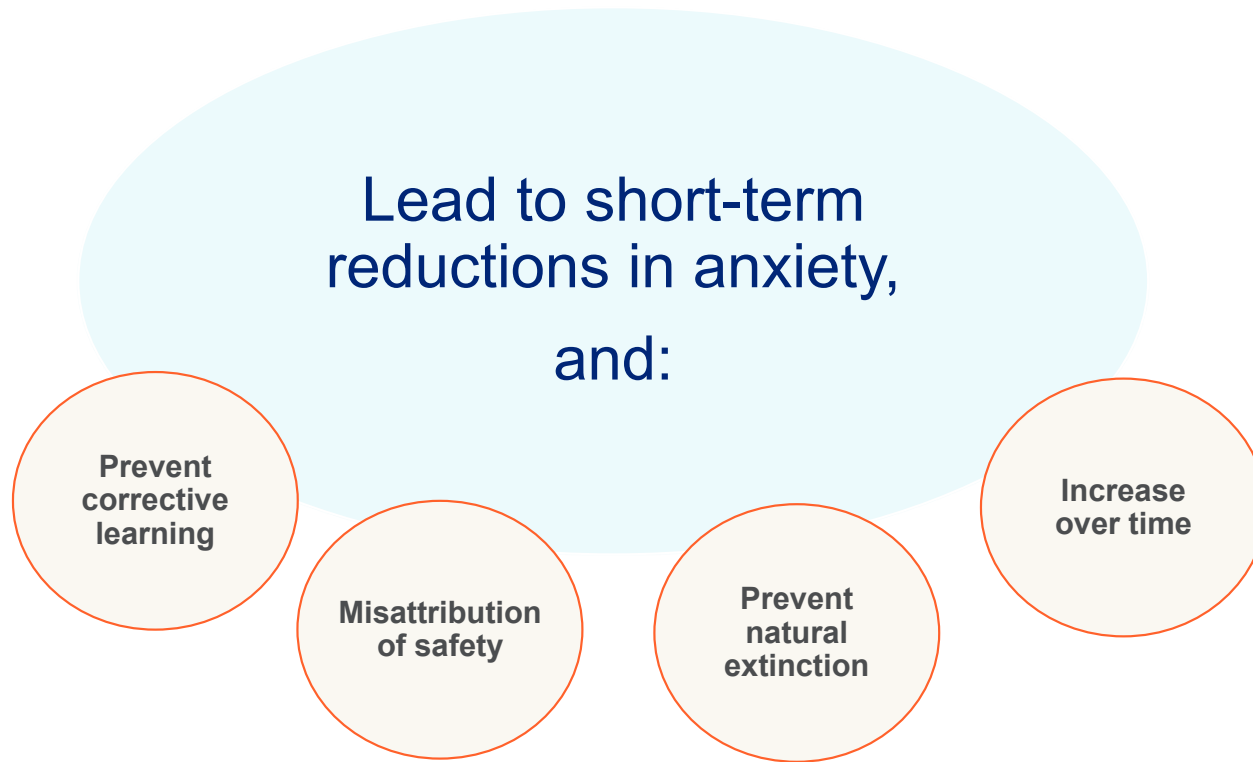 Lead to short-term
reductions in anxiety,
and:
Prevent
corrective
learning
Misattribution
of safety
Prevent
natural
extinction
Increase
over time